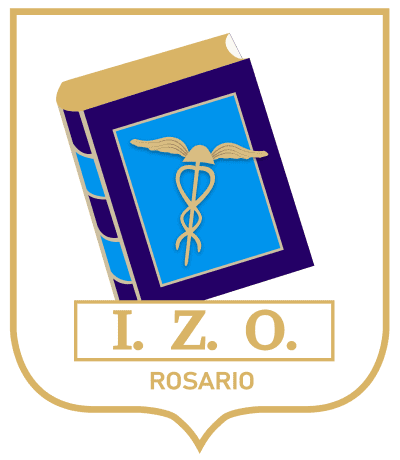 I. Z. O.
ROSARIO